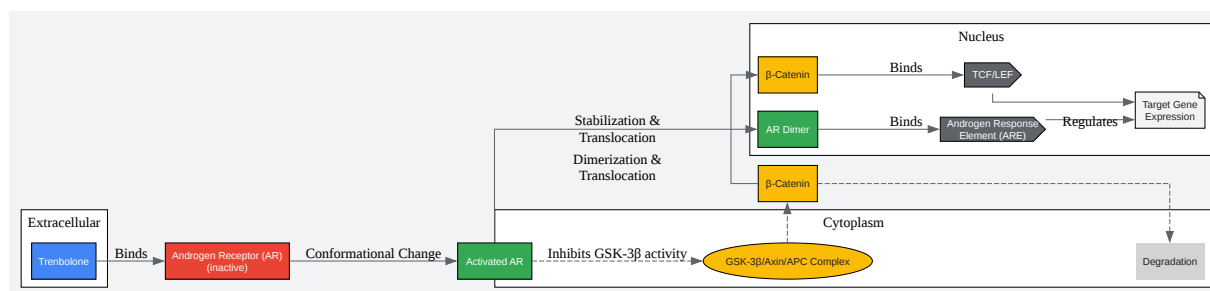 Nucleus
β-Catenin
Binds
TCF/LEF
Target Gene
Expression
Stabilization &
Translocation
AR Dimer
Binds
Androgen Response
Element (ARE)
Regulates
Dimerization &
Translocation
β-Catenin
Extracellular
Cytoplasm
Trenbolone
Binds
Androgen Receptor (AR)
(inactive)
Conformational Change
Activated AR
Inhibits GSK-3β activity
GSK-3β/Axin/APC Complex
Degradation